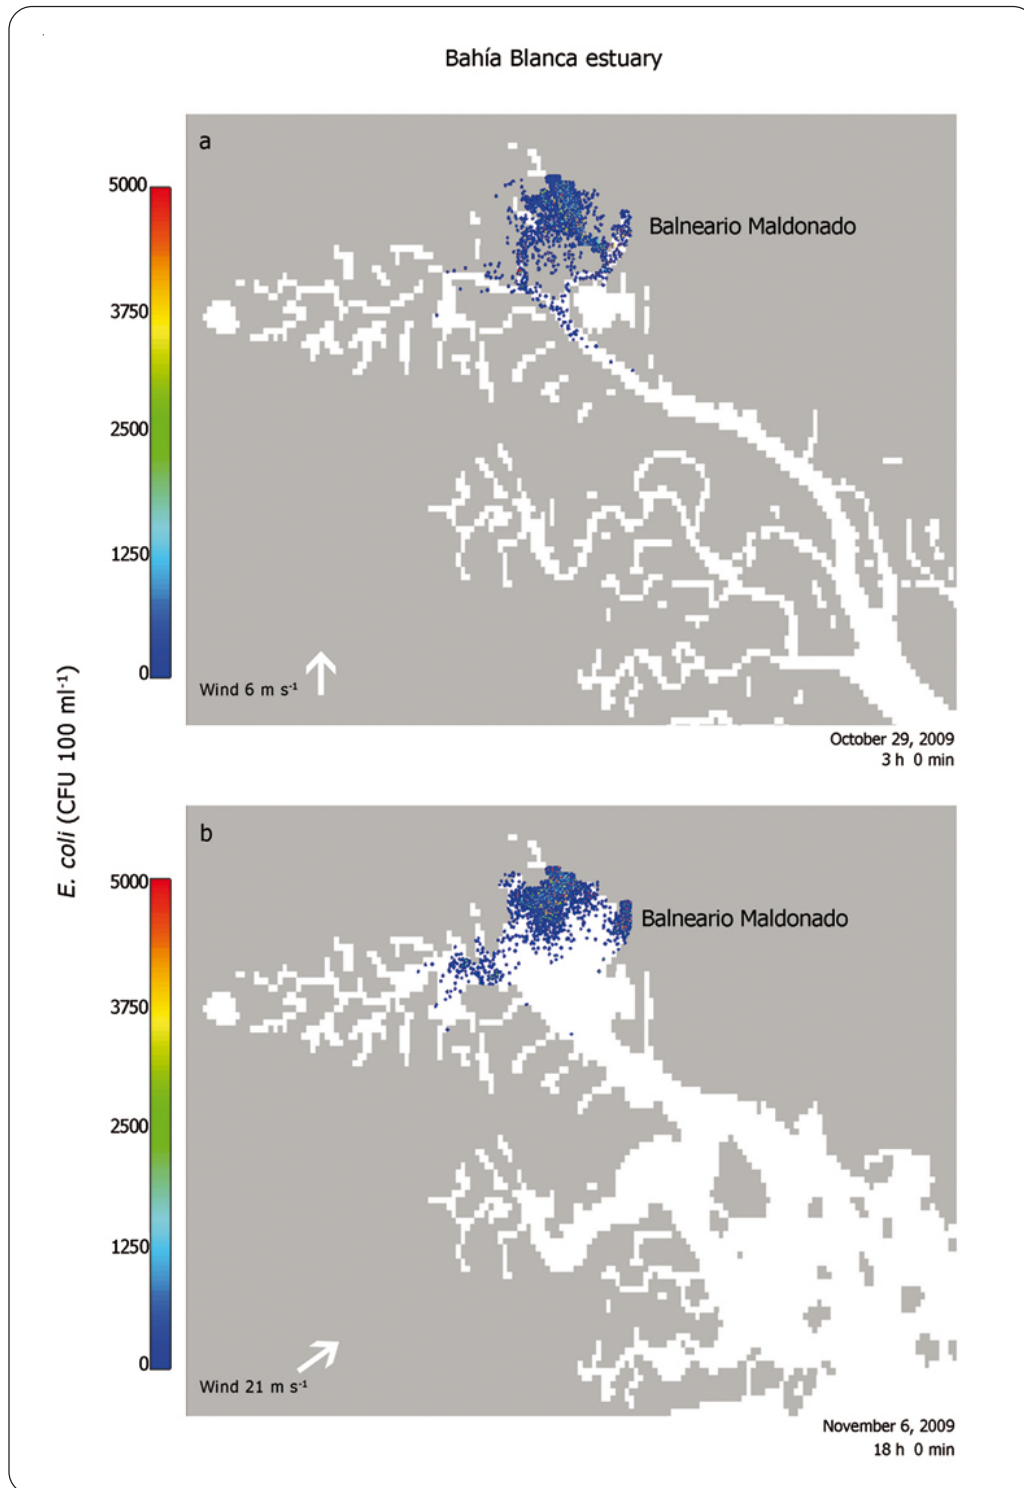 Bahía Blanca estuary
a
Balneario Maldonado
5000
3750
2500
1250
0
Wind 6 m s⁻¹
October 29, 2009
3 h 0 min
E. coli (CFU 100 ml⁻¹)
b
Balneario Maldonado
5000
3750
2500
1250
0
Wind 21 m s⁻¹
November 6, 2009
18 h 0 min